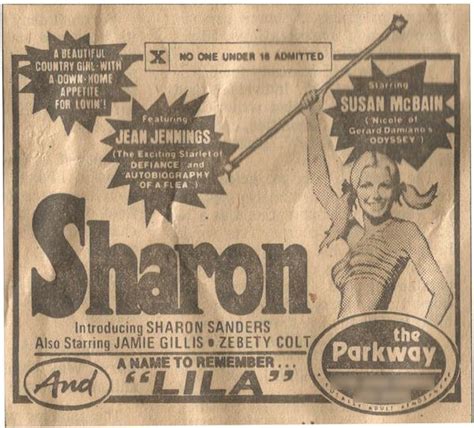 A BEAUTIFUL
COUNTRY GIRL-WITH
A DOWN-HOME
APPETITE
FOR LOVIN'!
X NO ONE UNDER 18 ADMITTED
Featuring
JEAN JENNINGS
(The Exciting Starlet of
DEFIANCE and
"AUTOBIOGRAPHY
OF A FLEA")
Starring
SUSAN McBAIN
('Nicole' of
Gerard Damiano's
ODYSSEY)
Sharon
Introducing SHARON SANDERS
Also Starring JAMIE GILLIS • ZEBETY COLT
And
A NAME TO REMEMBER...
"LILA"
the
Parkway